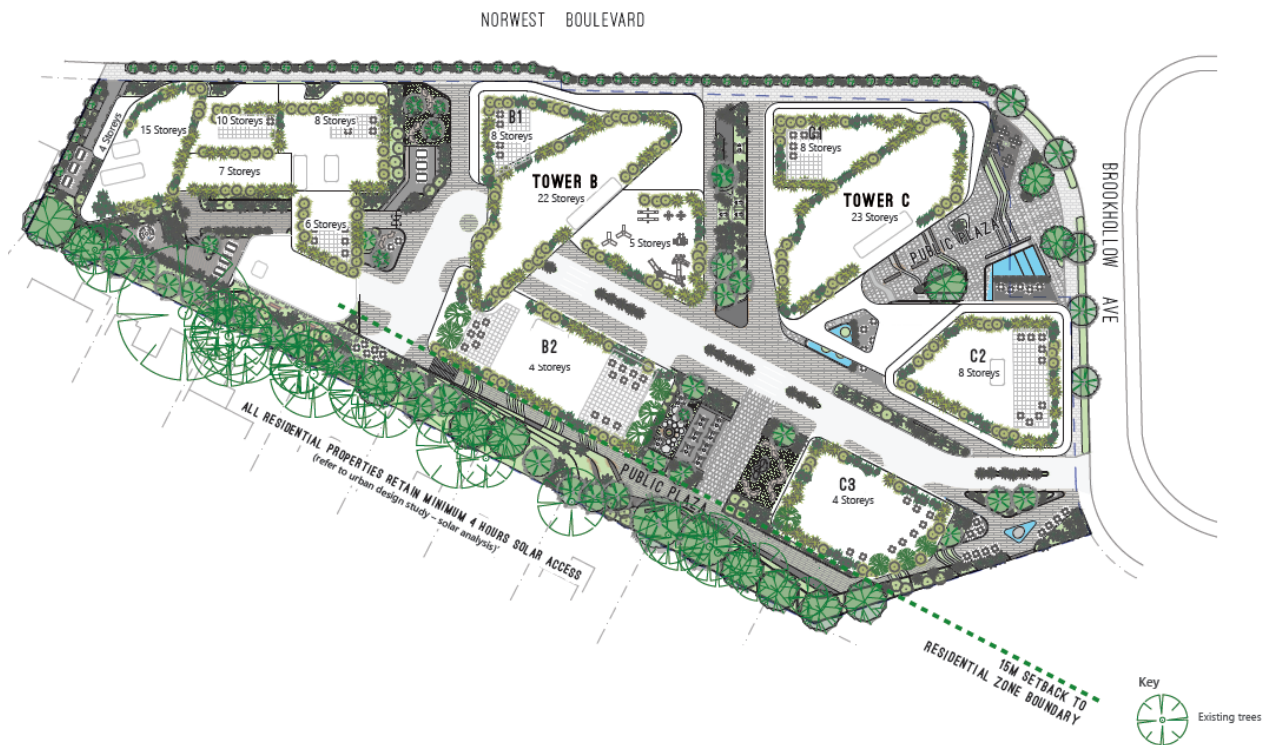 NORWEST BOULEVARD
4 Storeys
15 Storeys
10 Storeys
8 Storeys
7 Storeys
6 Storeys
B1
8 Storeys
TOWER B
22 Storeys
5 Storeys
C1
8 Storeys
TOWER C
23 Storeys
PUBLIC PLAZA
BROOKHOLLOW AVE
B2
4 Storeys
C2
8 Storeys
C3
4 Storeys
PUBLIC PLAZA
ALL RESIDENTIAL PROPERTIES RETAIN MINIMUM 4 HOURS SOLAR ACCESS
(refer to urban design study – solar analysis)'
15M SETBACK TO
RESIDENTIAL ZONE BOUNDARY
Key
Existing trees